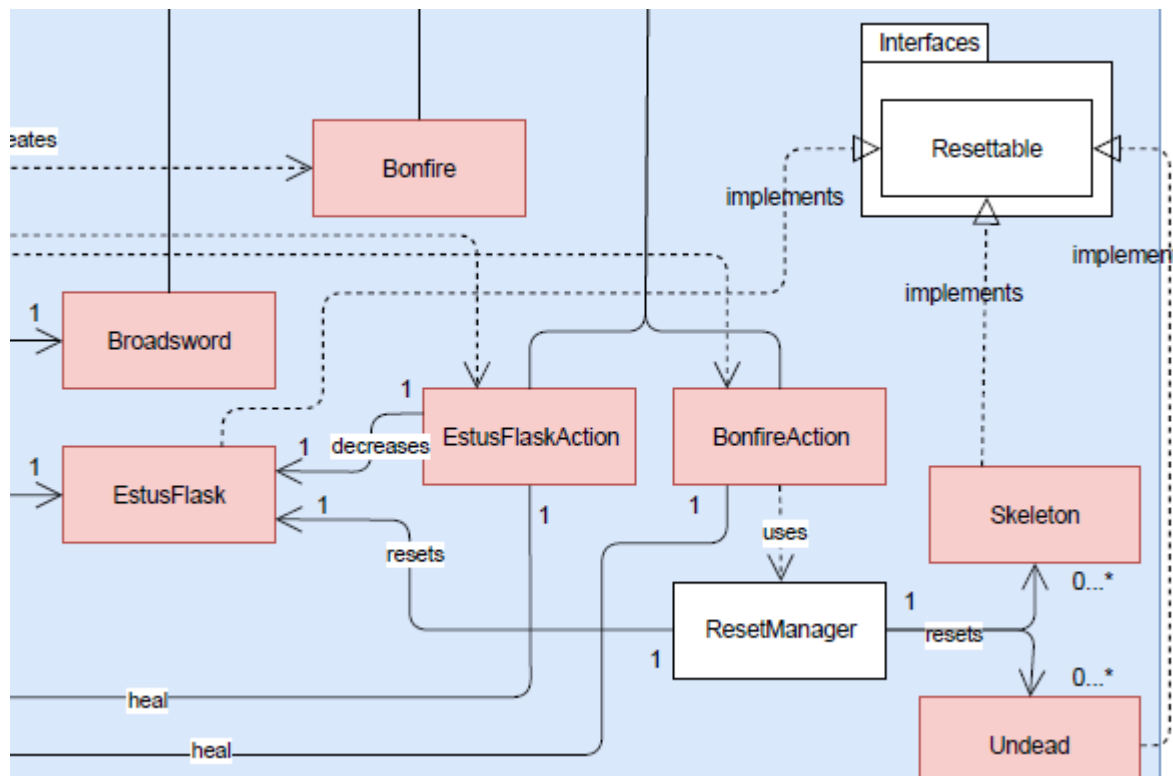 Interfaces
Resettable
eates
Bonfire
implements
implemen
implements
1
Broadsword
1
EstusFlaskAction
BonfireAction
1
decreases
1
EstusFlask
1
1
1
Skeleton
uses
resets
0...*
1
ResetManager
resets
1
0...*
heal
Undead
heal